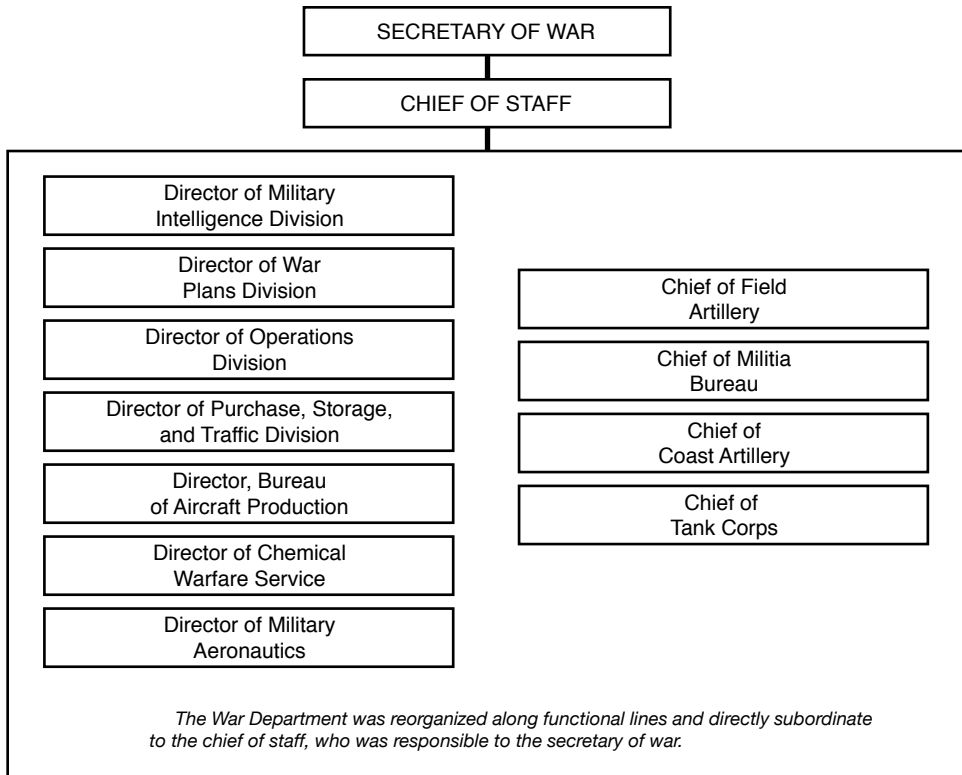 SECRETARY OF WAR
CHIEF OF STAFF
Director of Military
Intelligence Division
Director of War
Plans Division
Director of Operations
Division
Director of Purchase, Storage,
and Traffic Division
Director, Bureau
of Aircraft Production
Director of Chemical
Warfare Service
Director of Military
Aeronautics
Chief of Field
Artillery
Chief of Militia
Bureau
Chief of
Coast Artillery
Chief of
Tank Corps
The War Department was reorganized along functional lines and directly subordinate
to the chief of staff, who was responsible to the secretary of war.